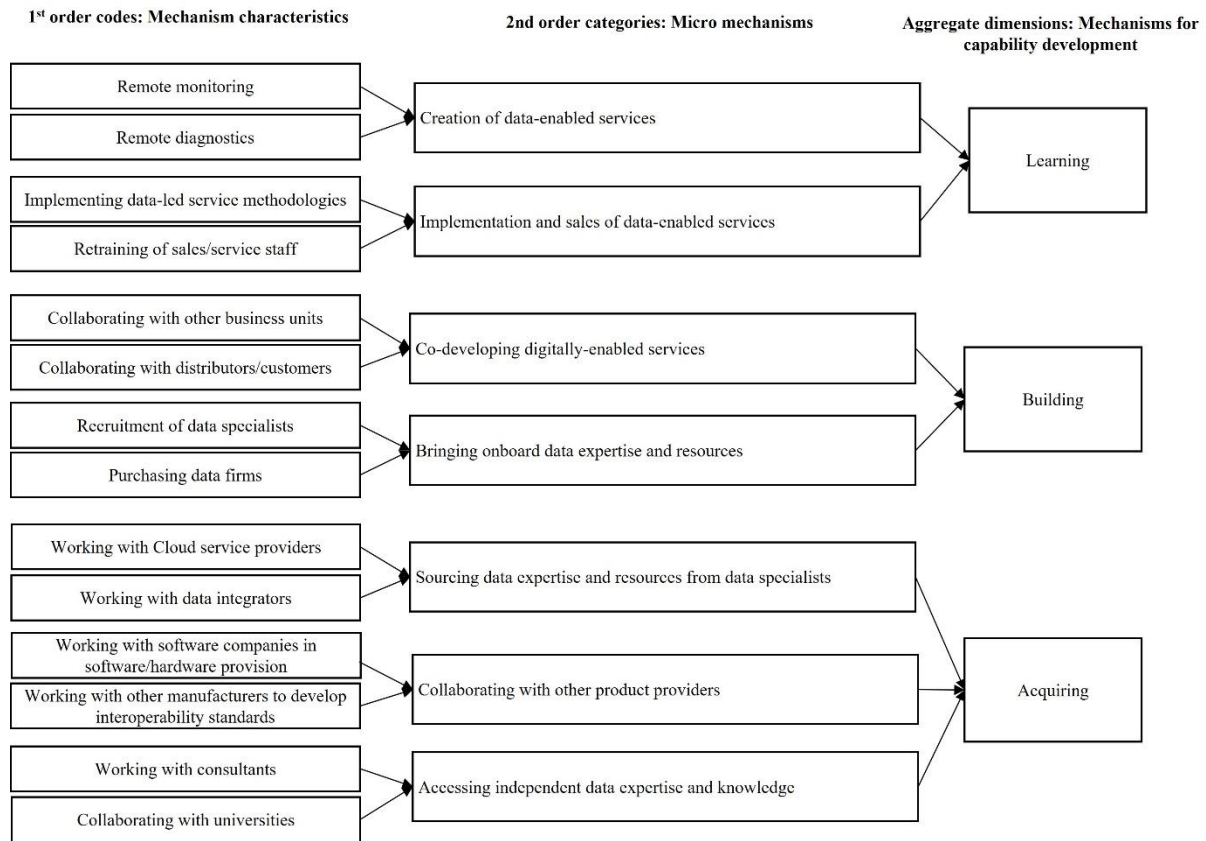 1st order codes: Mechanism characteristics
2nd order categories: Micro mechanisms
Aggregate dimensions: Mechanisms for
capability development
Remote monitoring
Remote diagnostics
Creation of data-enabled services
Implementing data-led service methodologies
Retraining of sales/service staff
Implementation and sales of data-enabled services
Learning
Collaborating with other business units
Collaborating with distributors/customers
Co-developing digitally-enabled services
Recruitment of data specialists
Purchasing data firms
Bringing onboard data expertise and resources
Building
Working with Cloud service providers
Working with data integrators
Sourcing data expertise and resources from data specialists
Working with software companies in
software/hardware provision
Working with other manufacturers to develop
interoperability standards
Collaborating with other product providers
Working with consultants
Collaborating with universities
Accessing independent data expertise and knowledge
Acquiring